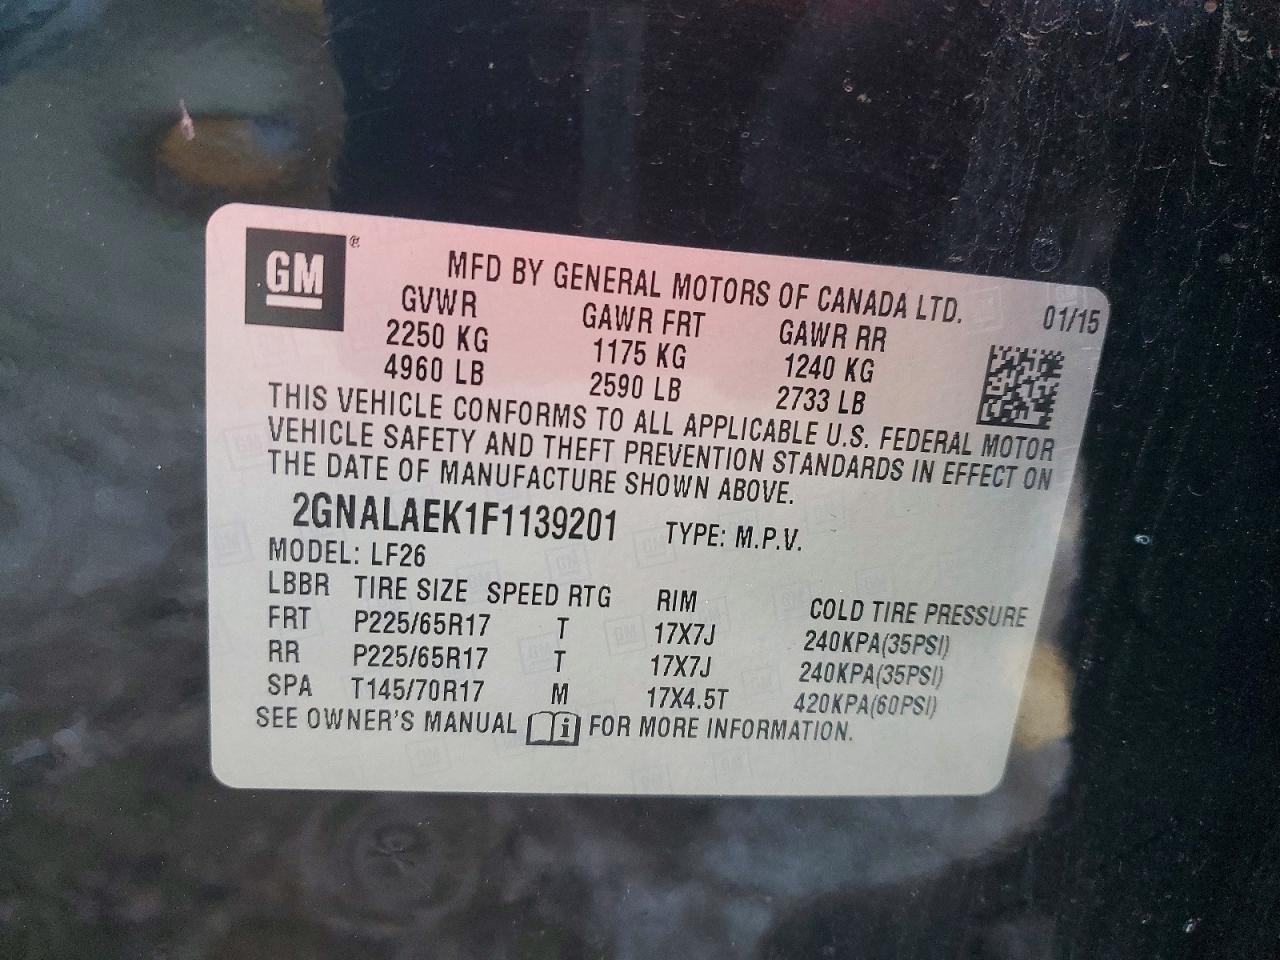 GM ®
MFD BY GENERAL MOTORS OF CANADA LTD.
01/15
GVWR GAWR FRT GAWR RR
2250 KG 1175 KG 1240 KG
4960 LB 2590 LB 2733 LB
THIS VEHICLE CONFORMS TO ALL APPLICABLE U.S. FEDERAL MOTOR
VEHICLE SAFETY AND THEFT PREVENTION STANDARDS IN EFFECT ON
THE DATE OF MANUFACTURE SHOWN ABOVE.
2GNALAEK1F1139201 TYPE: M.P.V.
MODEL: LF26
LBBR TIRE SIZE SPEED RTG RIM COLD TIRE PRESSURE
FRT P225/65R17 T 17X7J 240KPA(35PSI)
RR P225/65R17 T 17X7J 240KPA(35PSI)
SPA T145/70R17 M 17X4.5T 420KPA(60PSI)
SEE OWNER'S MANUAL i FOR MORE INFORMATION.